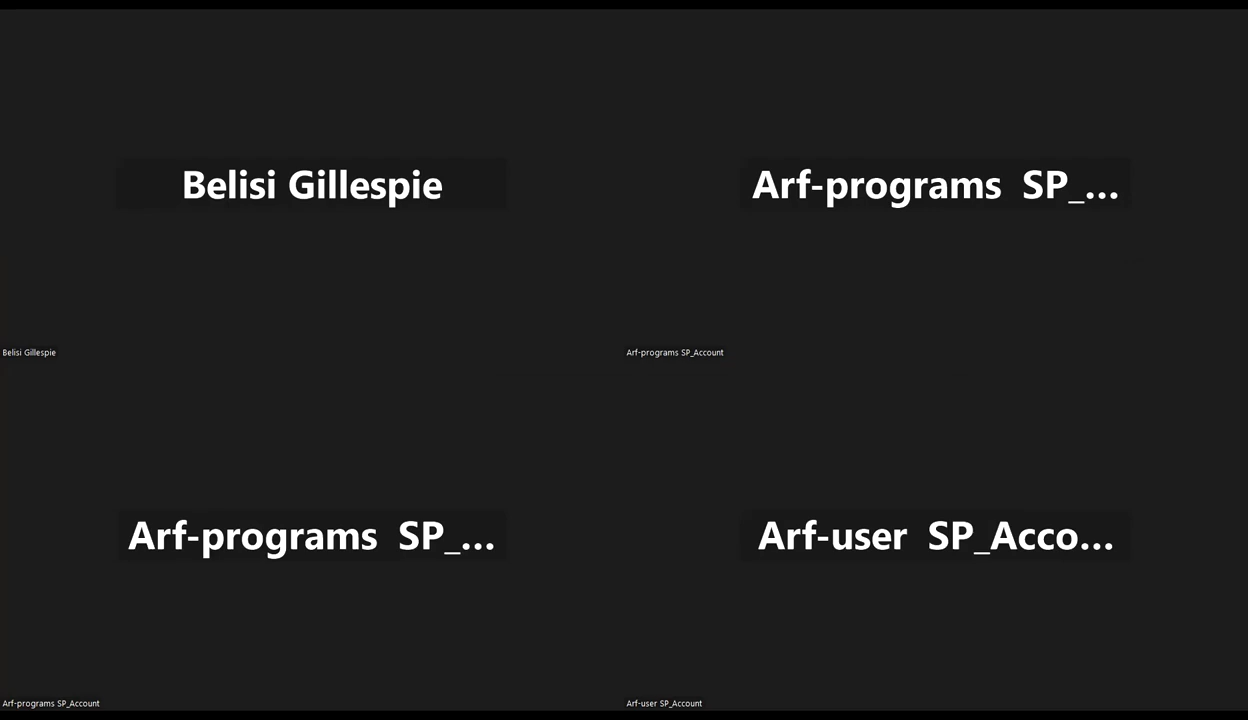 Belisi Gillespie
Arf-programs SP_...
Belisi Gillespie
Arf-programs SP_Account
Arf-programs SP_...
Arf-user SP_Acco...
Arf-programs SP_Account
Arf-user SP_Account